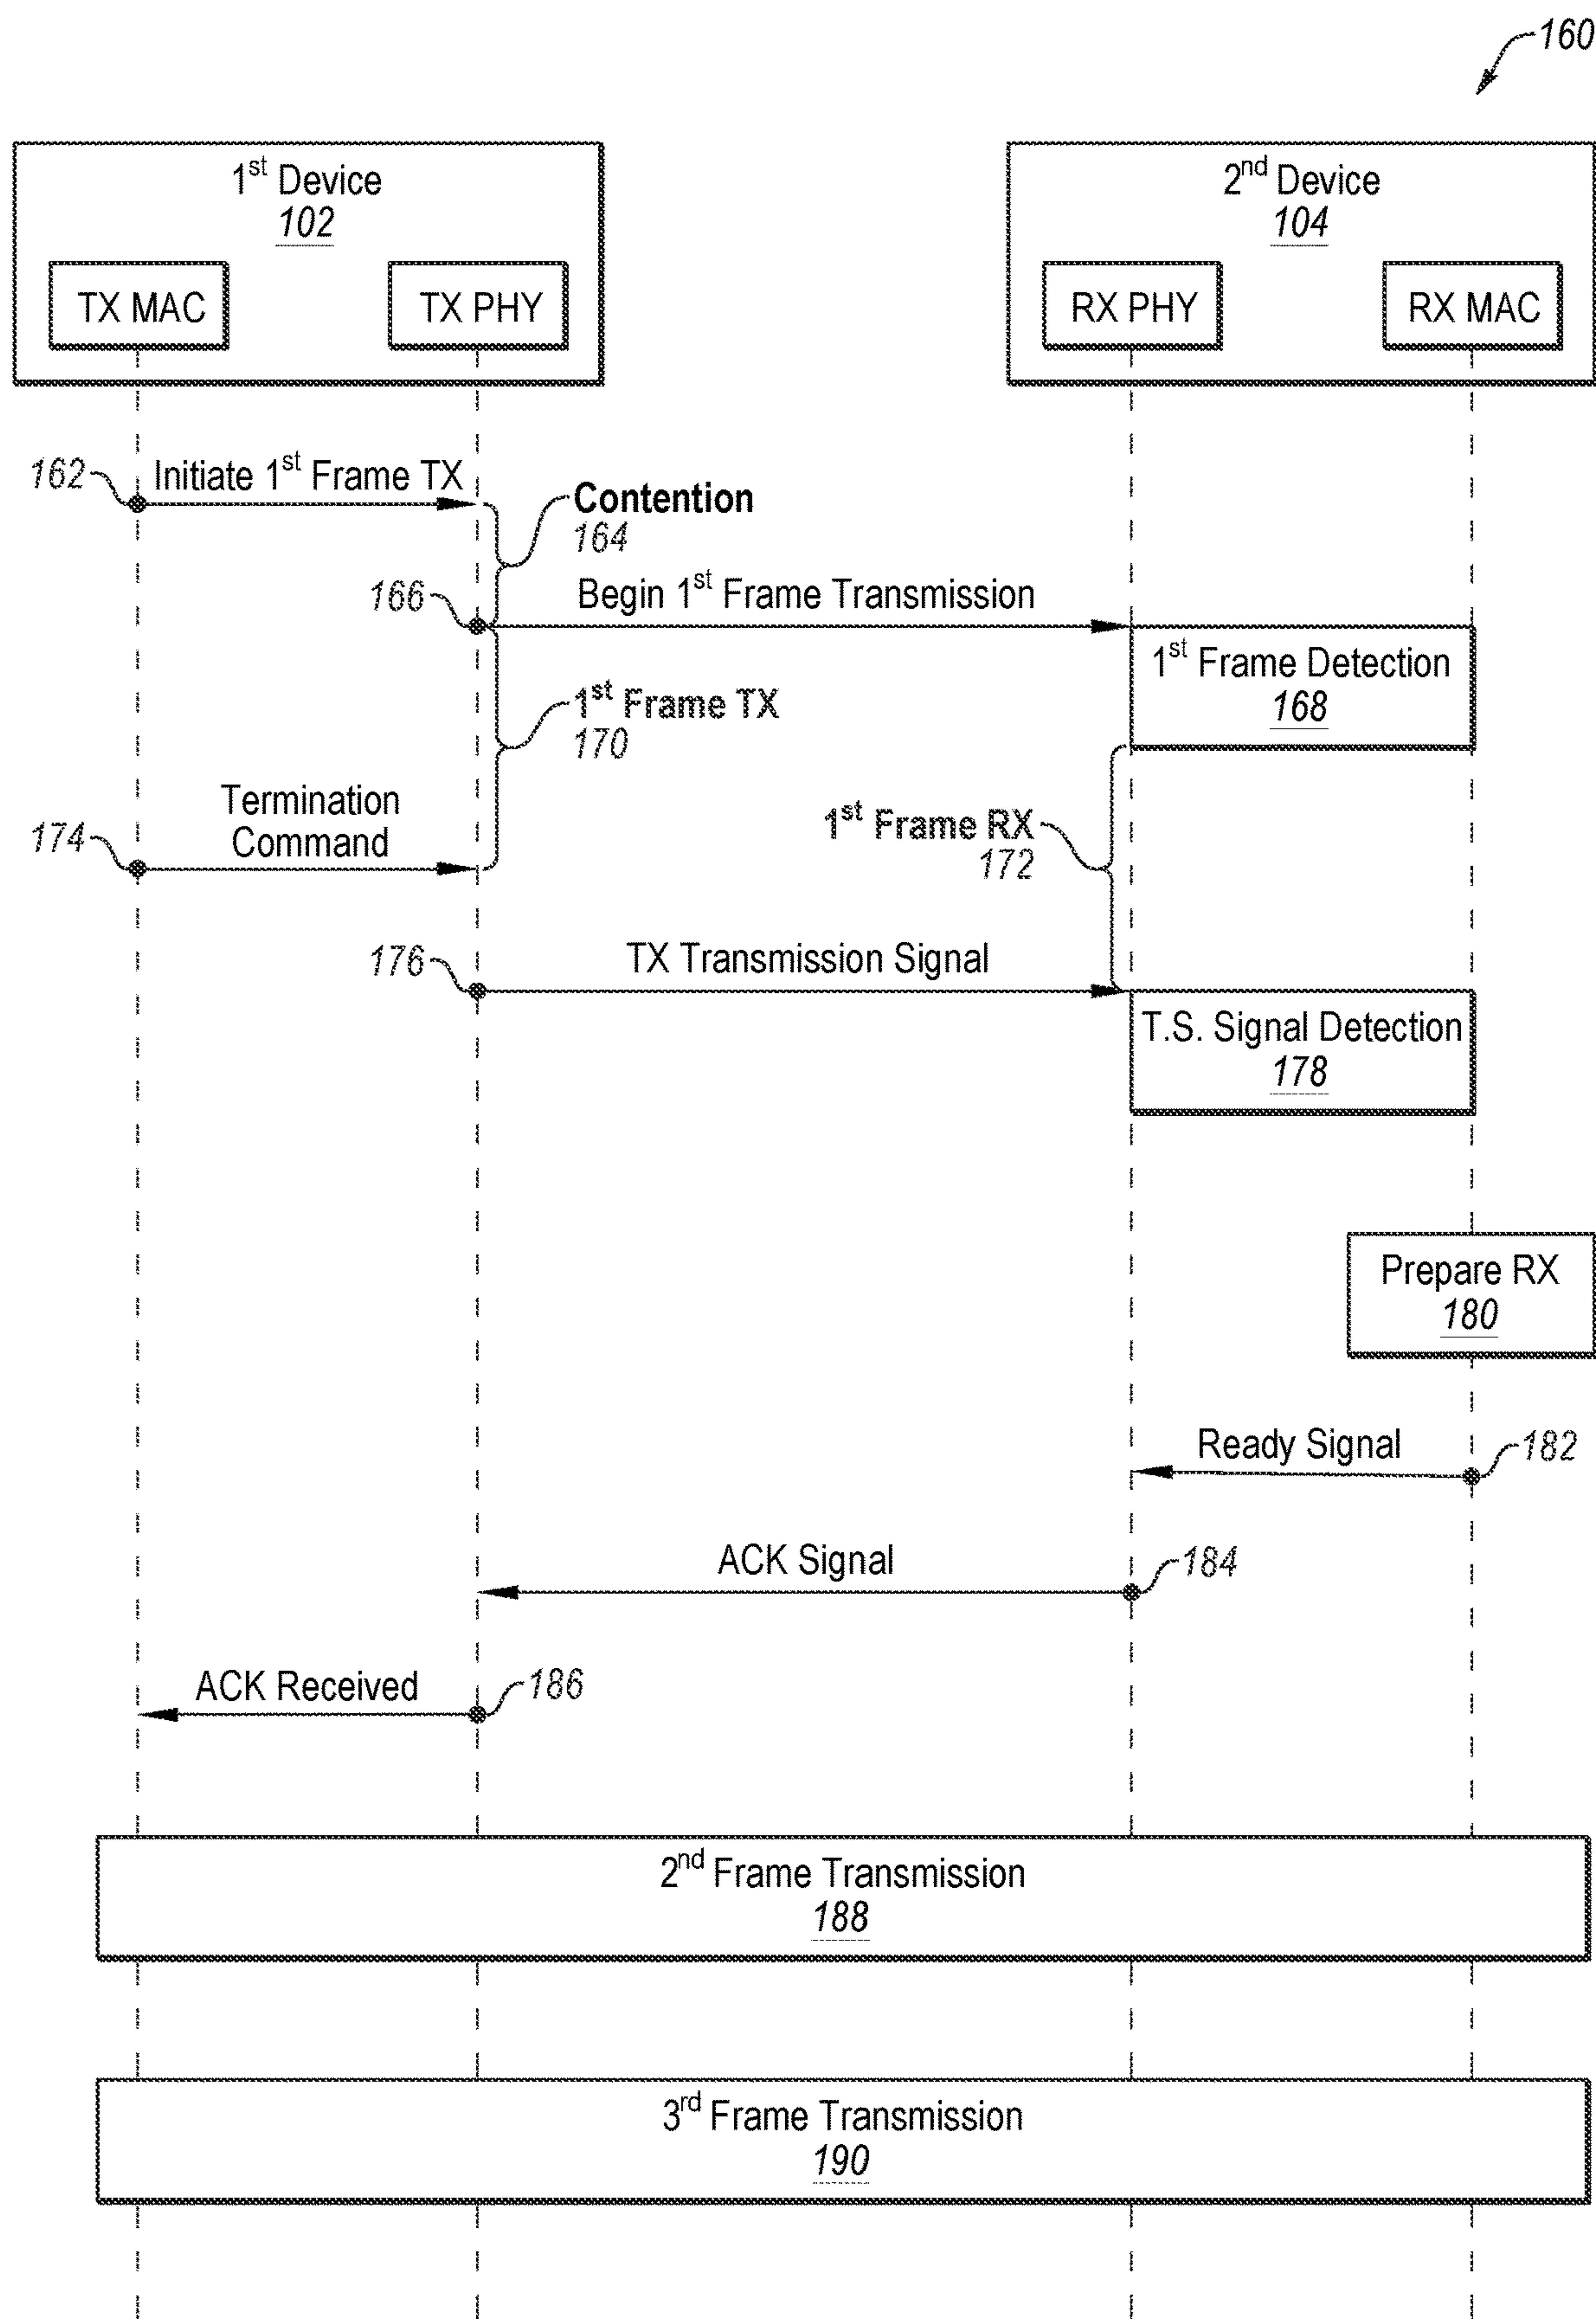 160
1st Device
102
TX MAC
TX PHY
2nd Device
104
RX PHY
RX MAC
162
Initiate 1st Frame TX
Contention
164
166
Begin 1st Frame Transmission
1st Frame Detection
168
1st Frame TX
170
Termination
Command
174
1st Frame RX
172
176
TX Transmission Signal
T.S. Signal Detection
178
Prepare RX
180
Ready Signal
182
ACK Signal
184
ACK Received
186
2nd Frame Transmission
188
3rd Frame Transmission
190